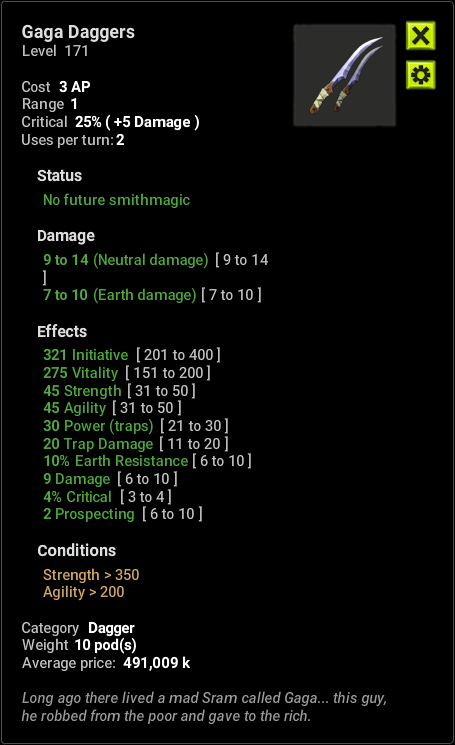 Gaga Daggers
Level 171
Cost 3 AP
Range 1
Critical 25% ( +5 Damage )
Uses per turn: 2
Status
No future smithmagic
Damage
9 to 14 (Neutral damage) [ 9 to 14
]
7 to 10 (Earth damage) [ 7 to 10 ]
Effects
321 Initiative [ 201 to 400 ]
275 Vitality [ 151 to 200 ]
45 Strength [ 31 to 50 ]
45 Agility [ 31 to 50 ]
30 Power (traps) [ 21 to 30 ]
20 Trap Damage [ 11 to 20 ]
10% Earth Resistance [ 6 to 10 ]
9 Damage [ 6 to 10 ]
4% Critical [ 3 to 4 ]
2 Prospecting [ 6 to 10 ]
Conditions
Strength > 350
Agility > 200
Category Dagger
Weight 10 pod(s)
Average price: 491,009 k
Long ago there lived a mad Sram called Gaga... this guy,
he robbed from the poor and gave to the rich.